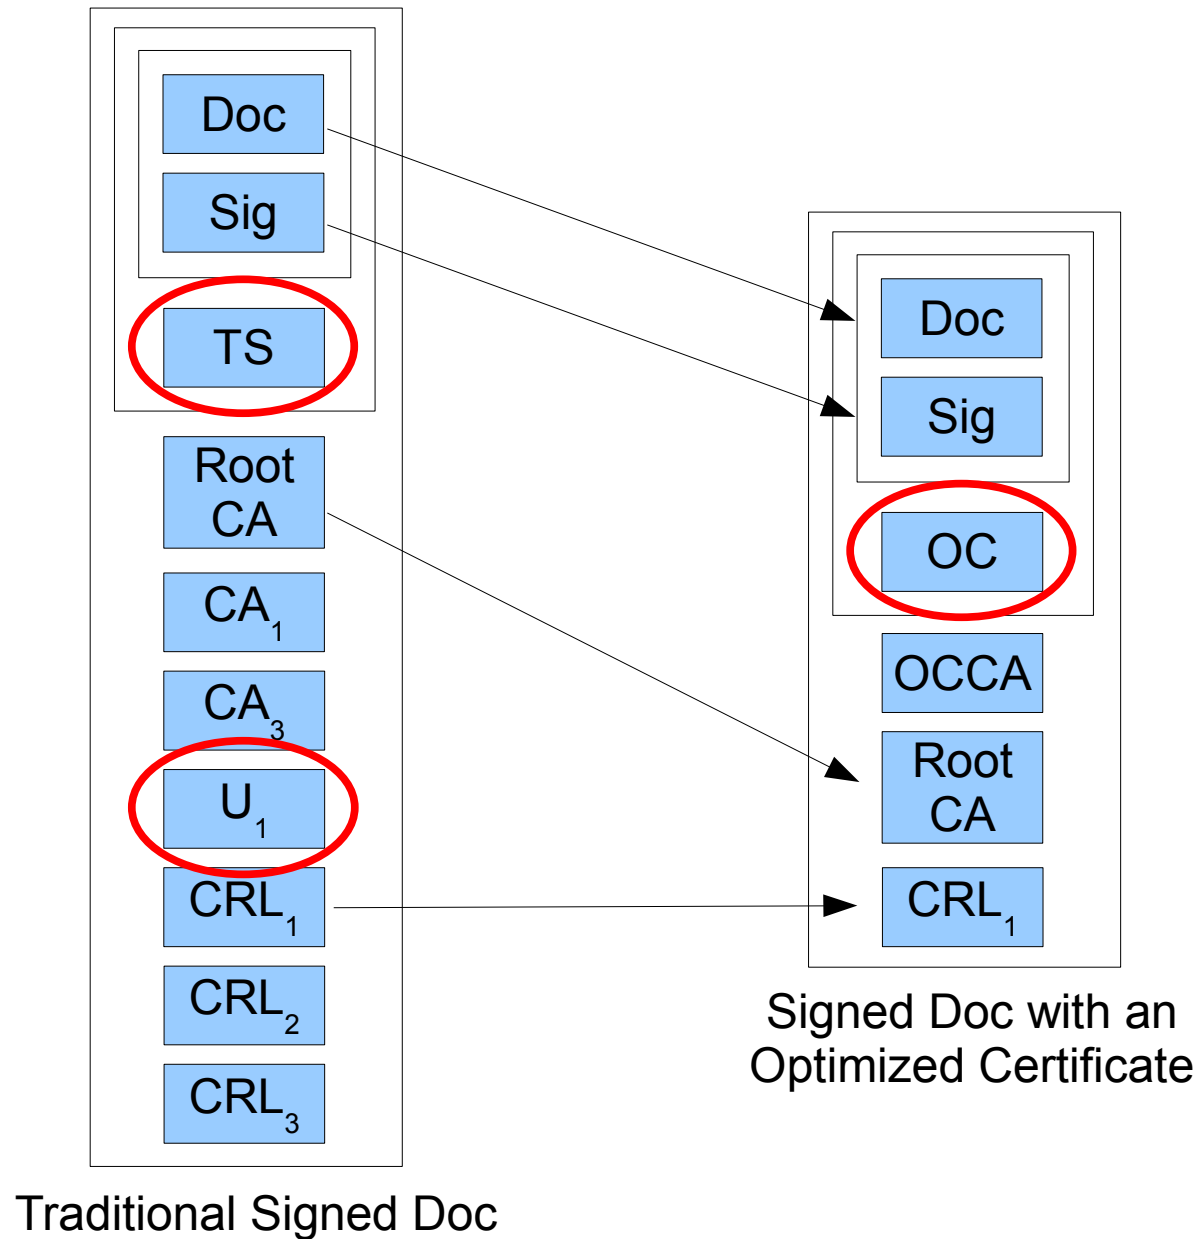 Doc
Sig
TS
Root
CA
CA₁
CA₃
U₁
CRL₁
CRL₂
CRL₃
Traditional Signed Doc
Doc
Sig
OC
OCCA
Root
CA
CRL₁
Signed Doc with an
Optimized Certificate